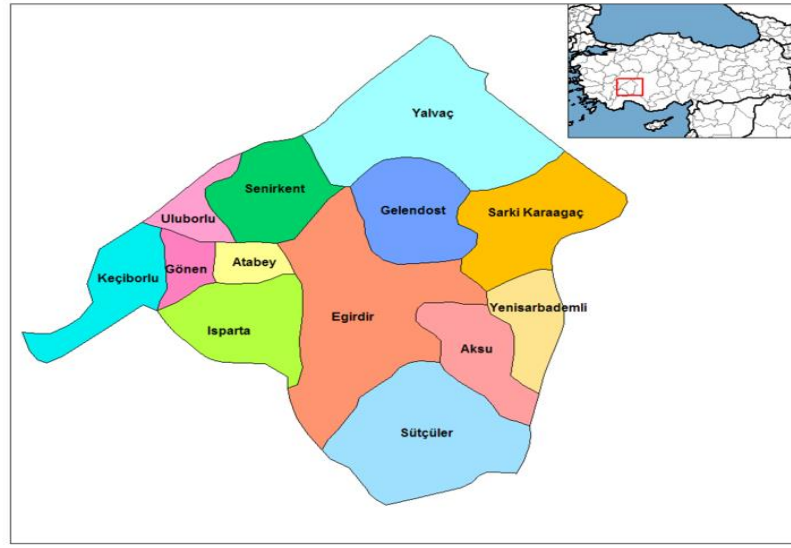 Yalvaç
Senirkent
Gelendost
Sarki Karaagaç
Uluborlu
Keçiborlu
Gönen
Atabey
Yenisarbademli
Isparta
Egirdir
Aksu
Sütçüler